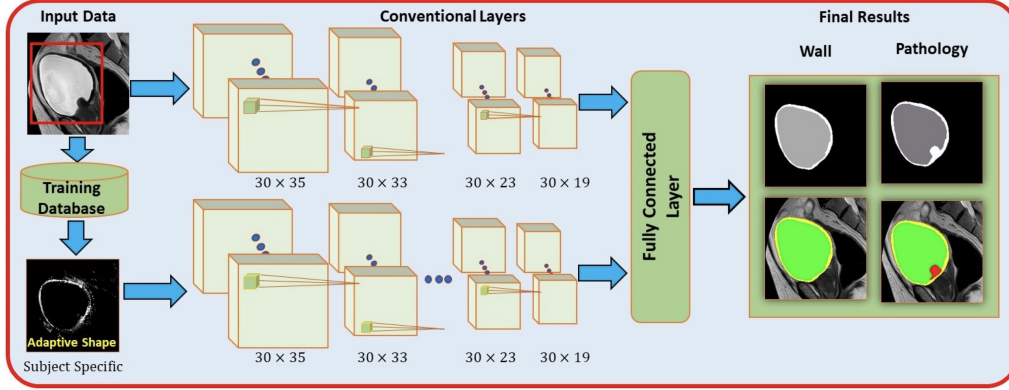 Input Data
Conventional Layers
Final Results
Wall
Pathology
30 × 35
30 × 33
30 × 23
30 × 19
Training
Database
Fully Connected
Layer
Adaptive Shape
Subject Specific
30 × 35
30 × 33
30 × 23
30 × 19